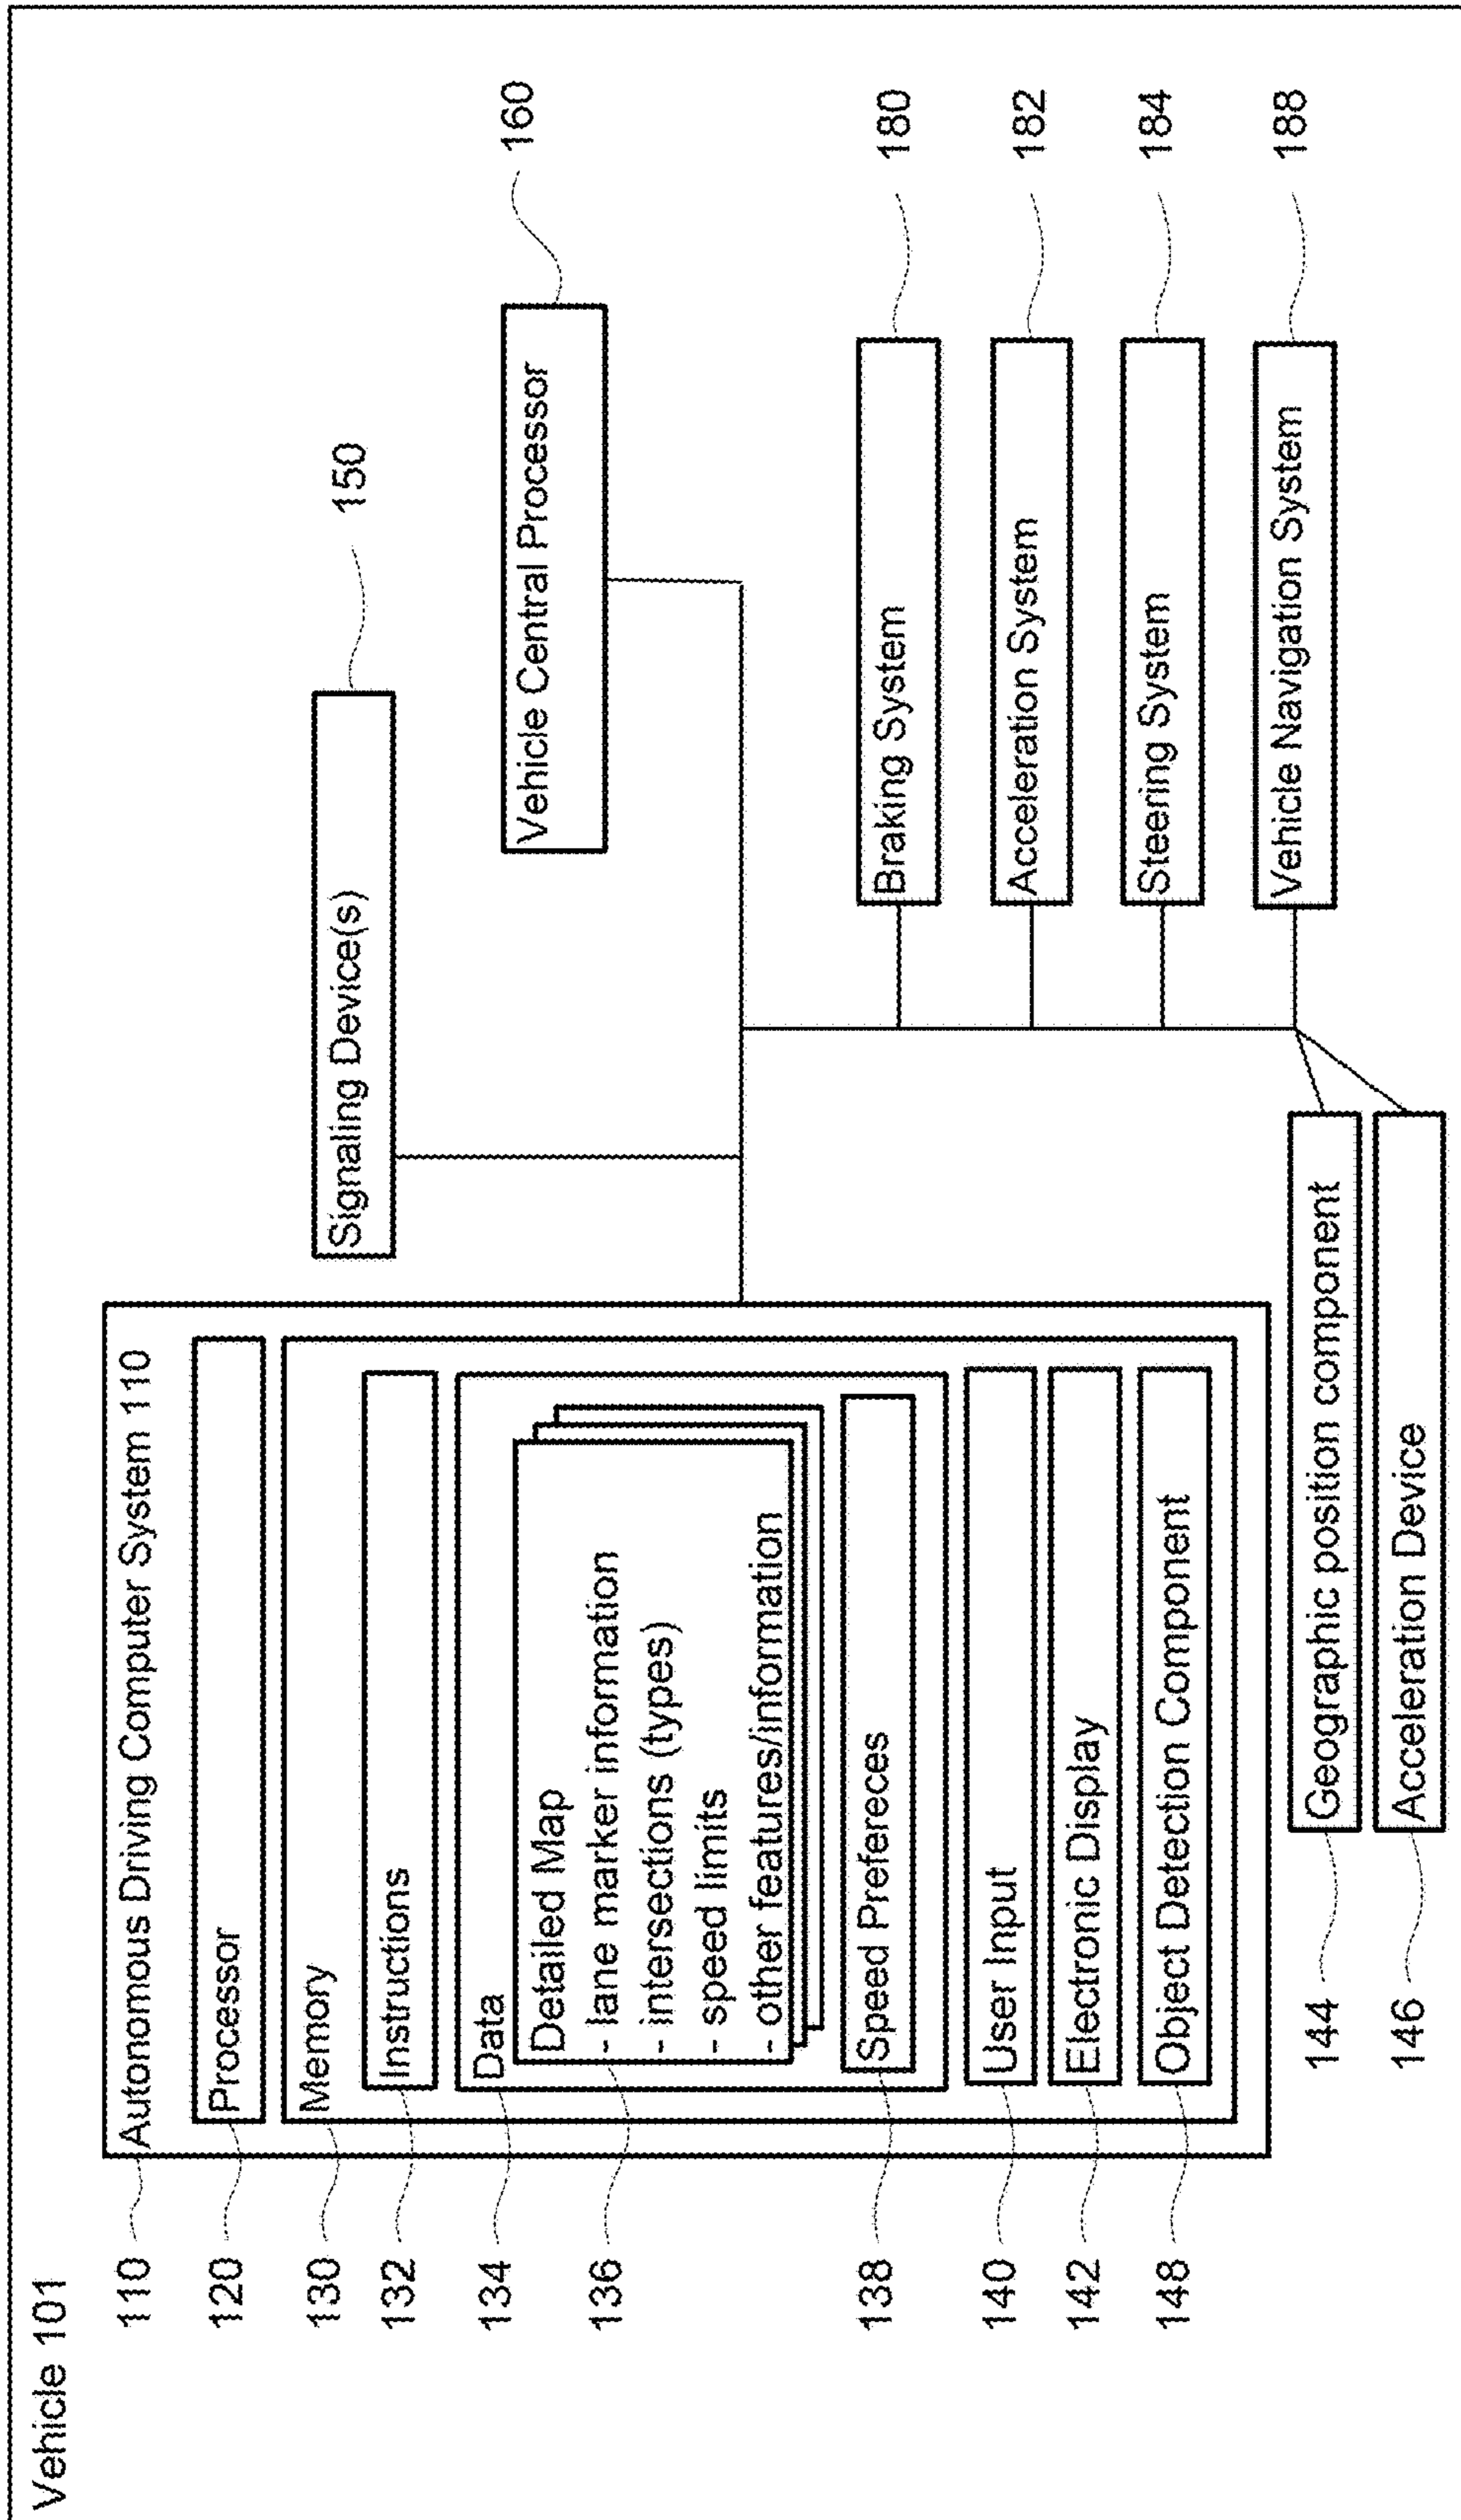 Vehicle 101
110
Autonomous Driving Computer System 110
120
Processor
130
Memory
132
Instructions
134
Data
136
Detailed Map
- lane marker information
- intersections (types)
- speed limits
- other features/information
138
Speed Prefereces
140
User Input
142
Electronic Display
148
Object Detection Component
144
Geographic position component
146
Acceleration Device
Signaling Device(s)
150
Vehicle Central Processor
160
Braking System
180
Acceleration System
182
Steering System
184
Vehicle Navigation System
188